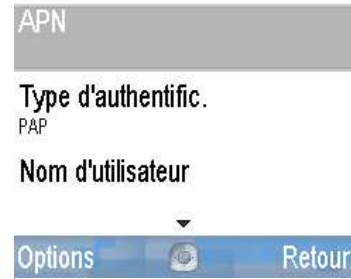 APN
Type d'authentific.
PAP
Nom d'utilisateur
Options Retour